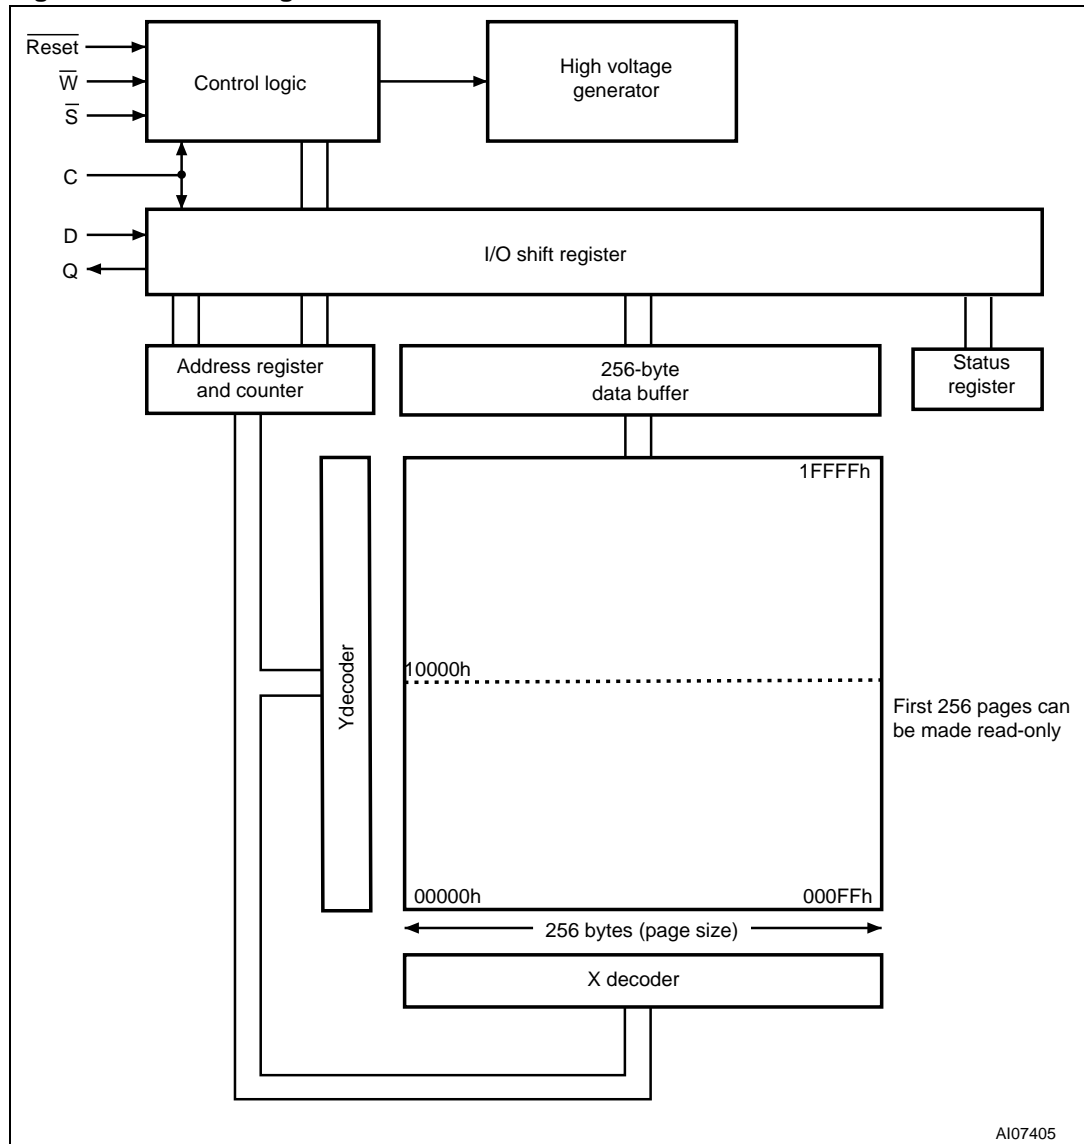 Reset
W
S
C
D
Q
Control logic
High voltage
generator
I/O shift register
Address register
and counter
256-byte
data buffer
Status
register
1FFFFh
Ydecoder
10000h
First 256 pages can
be made read-only
00000h
000FFh
256 bytes (page size)
X decoder
AI07405